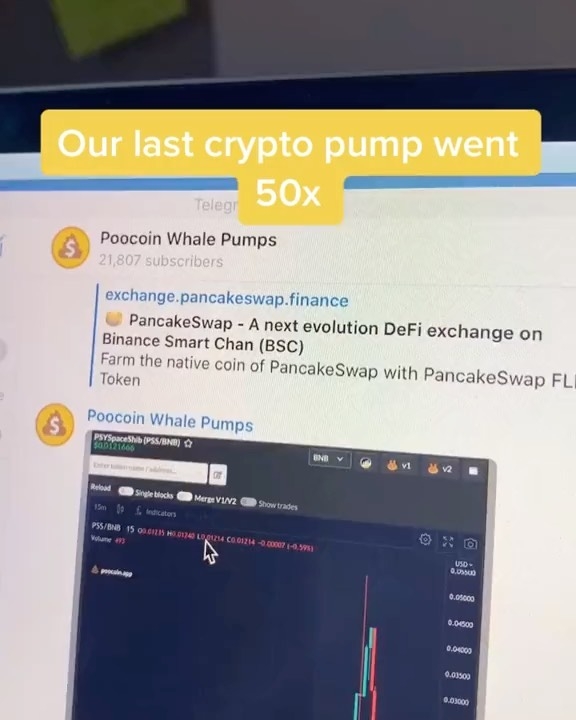 Our last crypto pump went
50x
Telegr
Poocoin Whale Pumps
21,807 subscribers
exchange.pancakeswap.finance
PancakeSwap - A next evolution DeFi exchange on
Binance Smart Chan (BSC)
Farm the native coin of PancakeSwap with PancakeSwap FLI
Token
Poocoin Whale Pumps
PSYSpaceShib (PSS/BNB)
$0.0121666
Enter token name / address...
BNB
v1
v2
Reload Single blocks Merge V1/V2 Show trades
15m Indicators
PSS/BNB 15 O0.01235 H0.01240 L0.01214 C0.01214 -0.00007 (-0.59%)
Volume 493
poocoin.app
USD
0.05500
0.05000
0.04500
0.04000
0.03500
0.03000